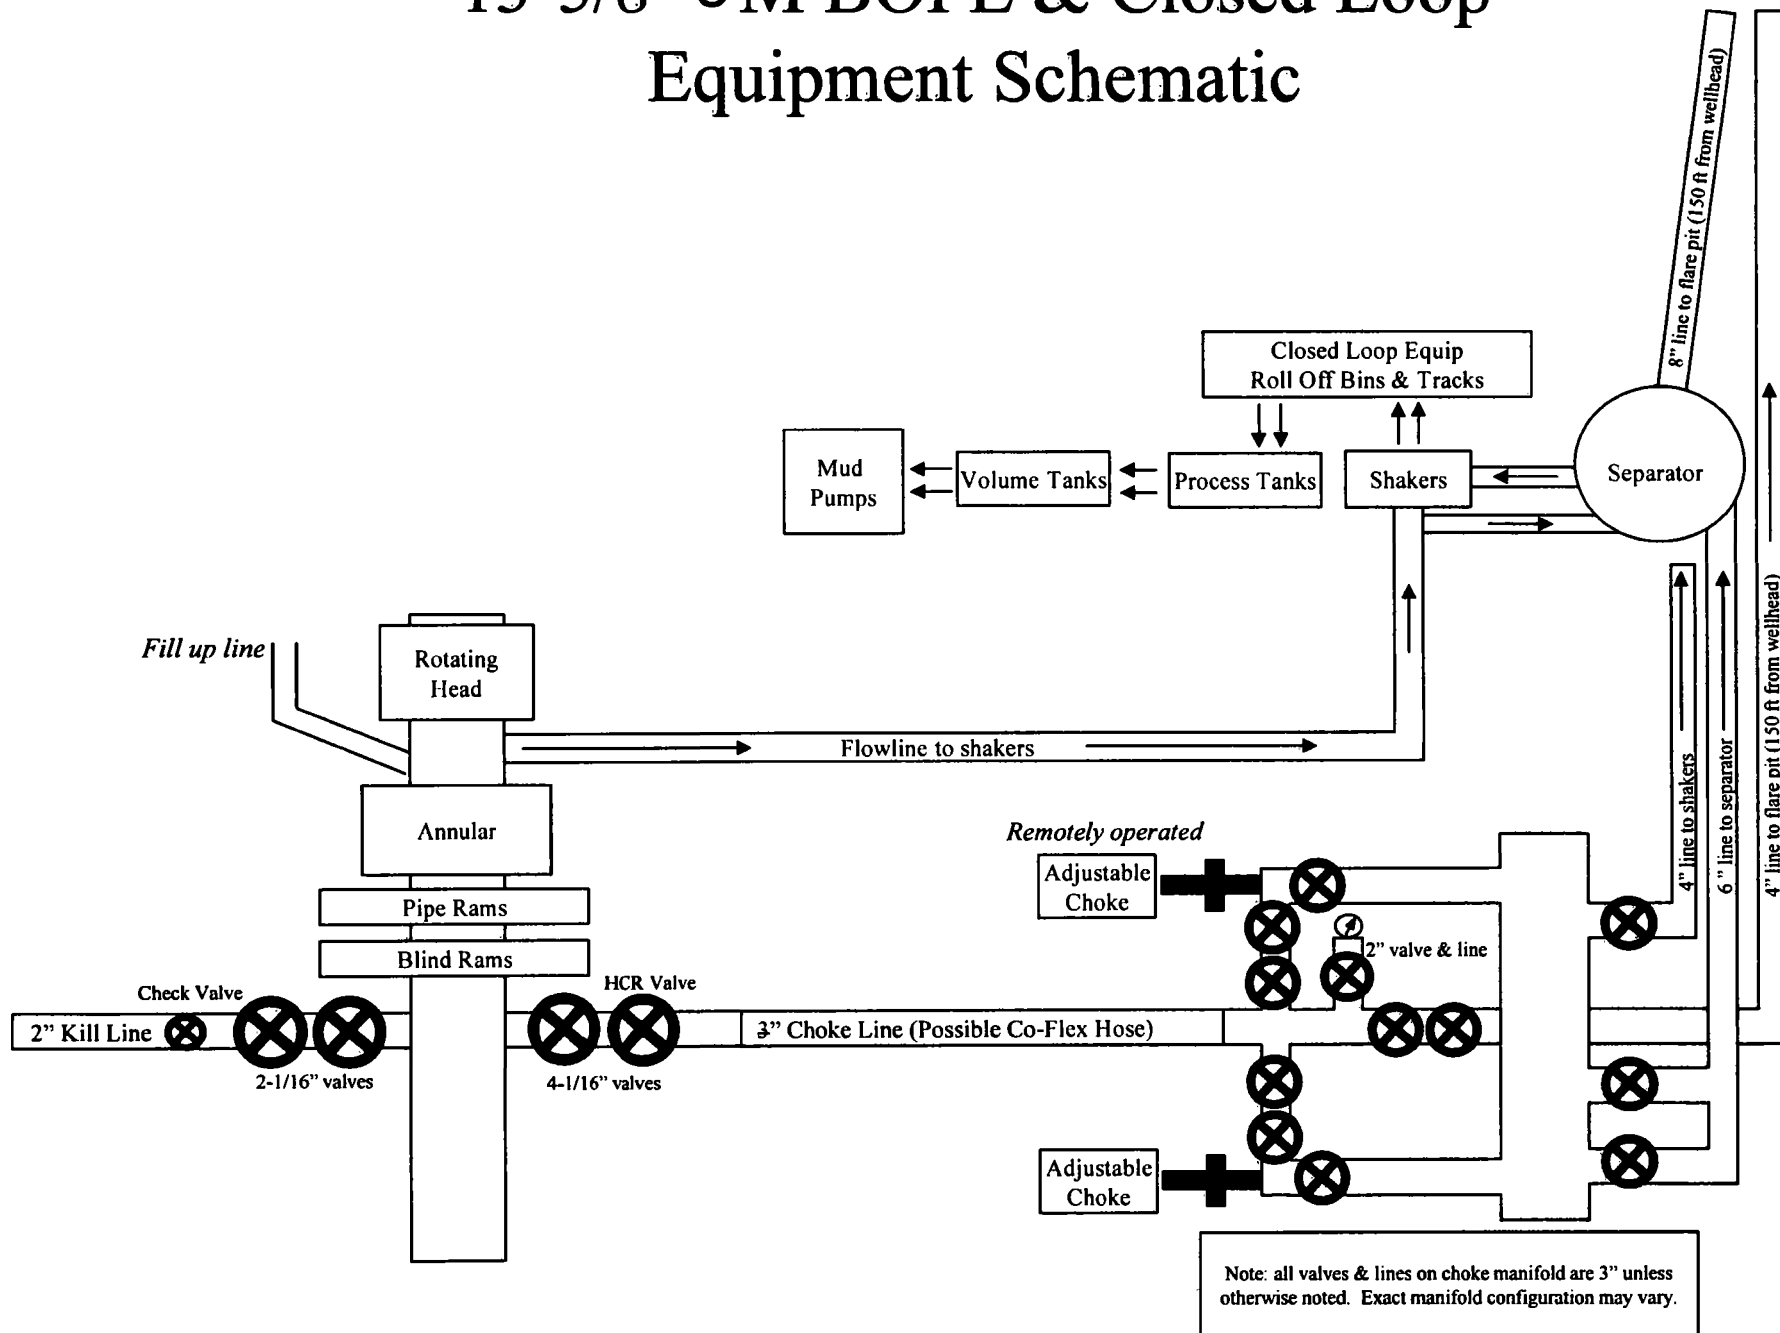 BOPE & Closed Loop
Equipment Schematic
8” line to flare pit (150 ft from wellhead)
Closed Loop Equip
Roll Off Bins & Tracks
Mud
Pumps
Volume Tanks
Process Tanks
Shakers
Separator
Fill up line
Rotating
Head
Flowline to shakers
Annular
Pipe Rams
Blind Rams
Check Valve
HCR Valve
2” Kill Line
3” Choke Line (Possible Co-Flex Hose)
2-1/16” valves
4-1/16” valves
Remotely operated
Adjustable
Choke
2” valve & line
Adjustable
Choke
4” line to shakers
6 ” line to separator
4” line to flare pit (150 ft from wellhead)
Note: all valves & lines on choke manifold are 3” unless
otherwise noted.  Exact manifold configuration may vary.